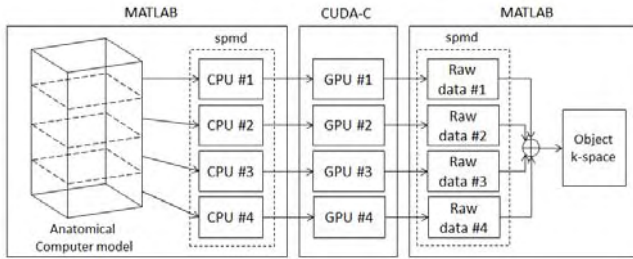 MATLAB
CUDA-C
MATLAB
spmd
spmd
CPU #1
GPU #1
Raw
data #1
CPU #2
GPU #2
Raw
data #2
CPU #3
GPU #3
Raw
data #3
CPU #4
GPU #4
Raw
data #4
Object
k-space
Anatomical
Computer model